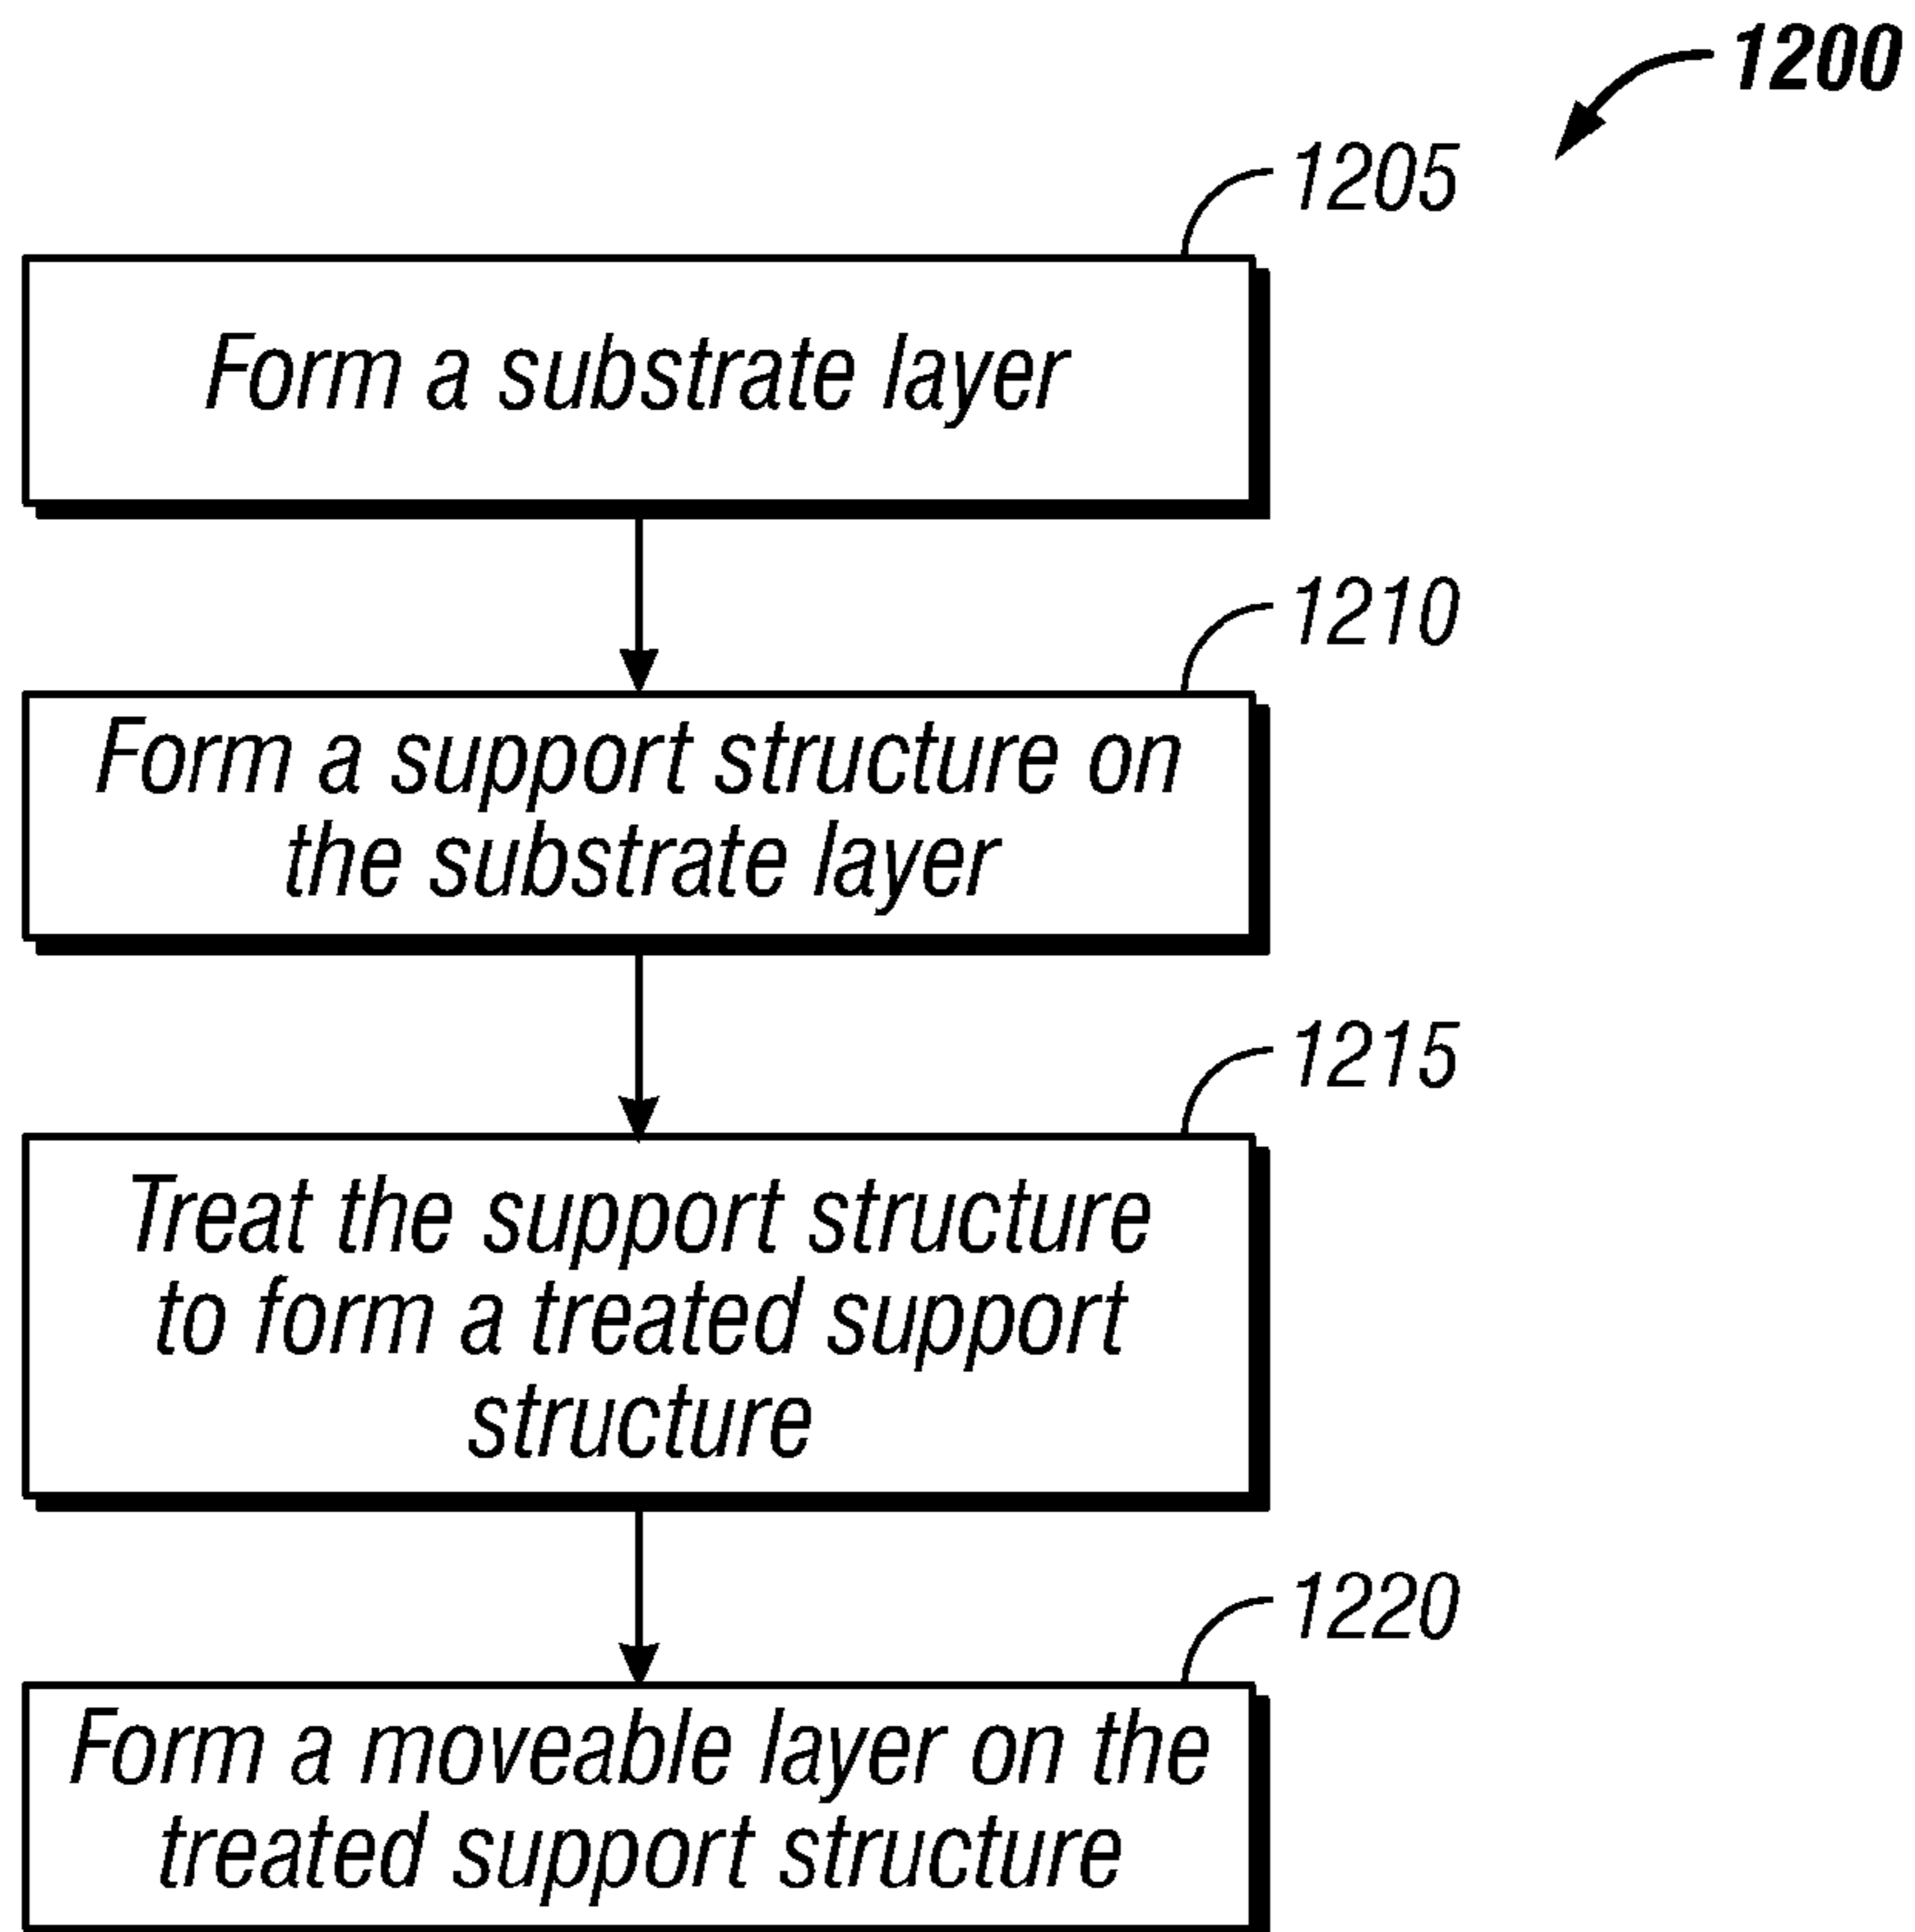 1200
1205
Form a substrate layer
1210
Form a support structure on
the substrate layer
1215
Treat the support structure
to form a treated support
structure
1220
Form a moveable layer on the
treated support structure